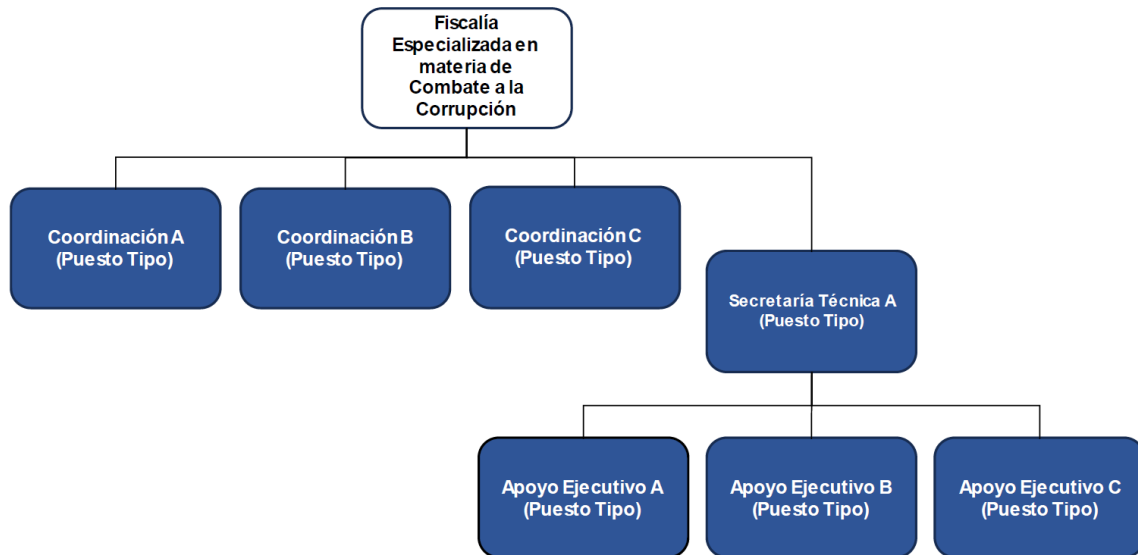 Fiscalía
Especializada en
materia de
Combate a la
Corrupción
Coordinación A
(Puesto Tipo)
Coordinación B
(Puesto Tipo)
Coordinación C
(Puesto Tipo)
Secretaría Técnica A
(Puesto Tipo)
Apoyo Ejecutivo A
(Puesto Tipo)
Apoyo Ejecutivo B
(Puesto Tipo)
Apoyo Ejecutivo C
(Puesto Tipo)